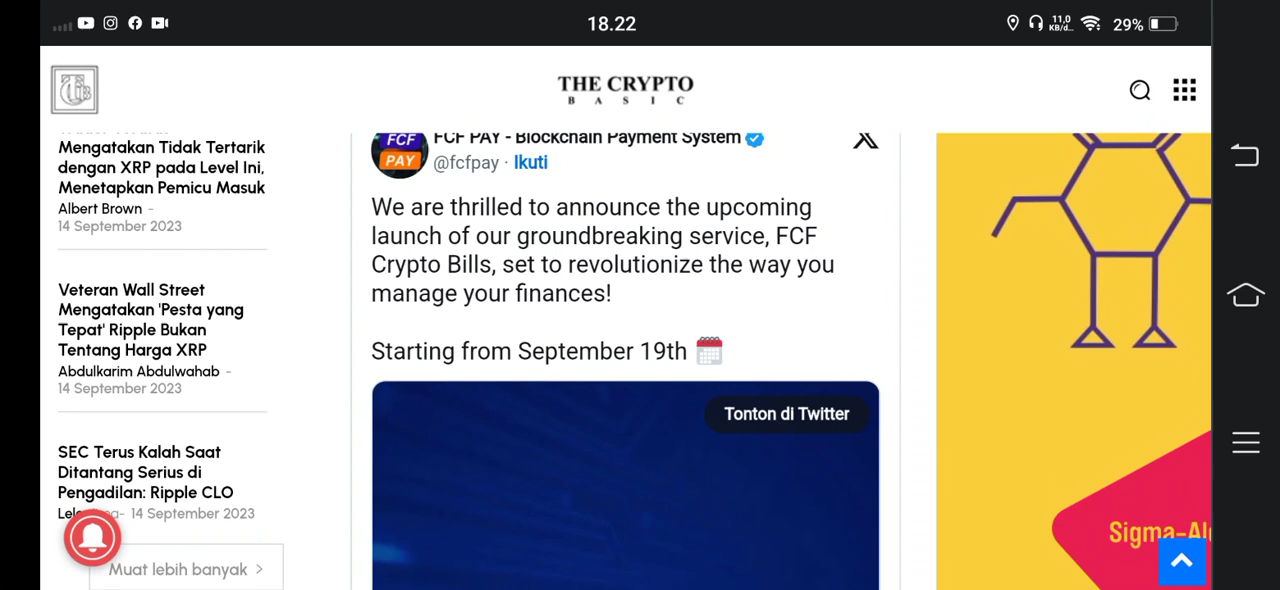 18.22
11,0
KB/d...
29%
THE CRYPTO
BASIC
Mengatakan Tidak Tertarik
dengan XRP pada Level Ini,
Menetapkan Pemicu Masuk
Albert Brown -
14 September 2023
Veteran Wall Street
Mengatakan 'Pesta yang
Tepat' Ripple Bukan
Tentang Harga XRP
Abdulkarim Abdulwahab -
14 September 2023
SEC Terus Kalah Saat
Ditantang Serius di
Pengadilan: Ripple CLO
- 14 September 2023
Muat lebih banyak >
FCF
PAY
FCF PAY - Blockchain Payment System
@fcfpay · Ikuti
We are thrilled to announce the upcoming
launch of our groundbreaking service, FCF
Crypto Bills, set to revolutionize the way you
manage your finances!
Starting from September 19th
Tonton di Twitter